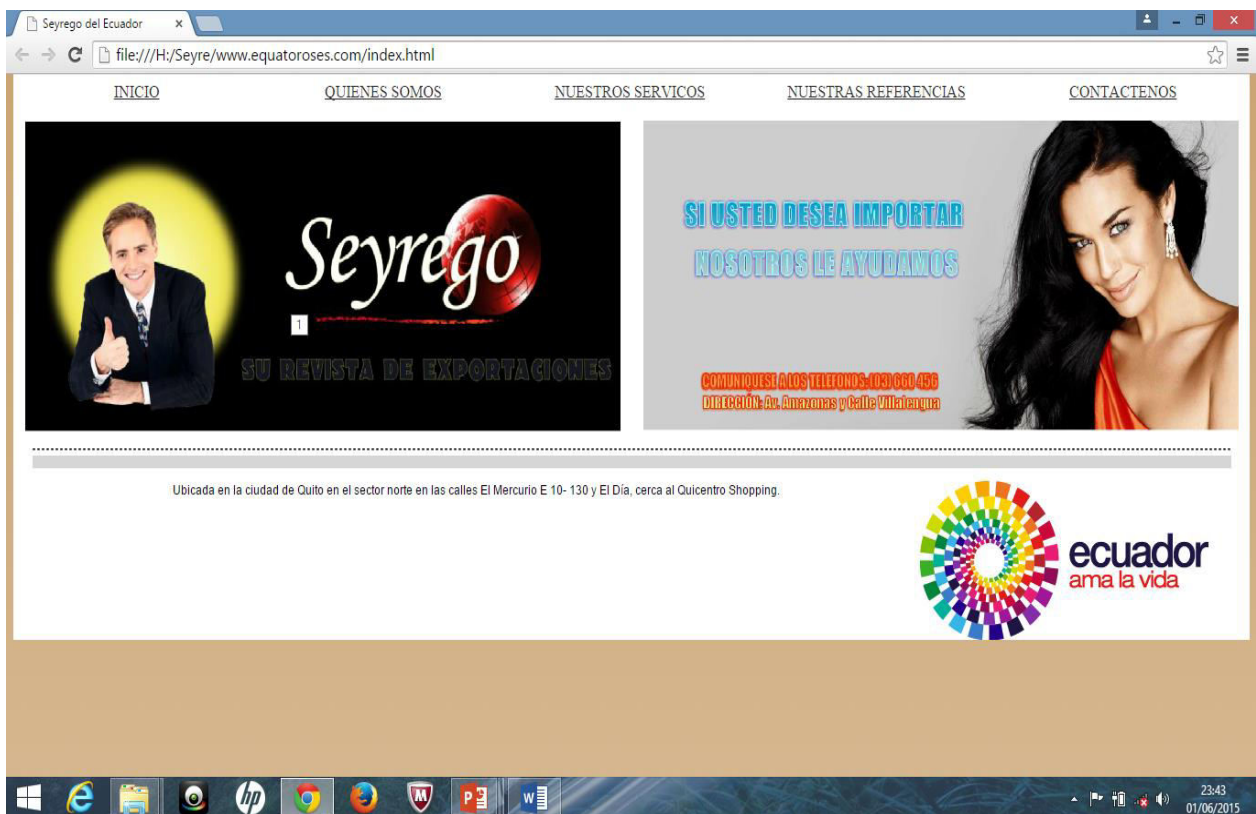 Seyrego del Ecuador
file:///H:/Seyre/www.equatoroses.com/index.html
INICIO QUIENES SOMOS NUESTROS SERVICOS NUESTRAS REFERENCIAS CONTACTENOS
Seyrego
1
SU REVISTA DE EXPORTACIONES
SI USTED DESEA IMPORTAR
NOSOTROS LE AYUDAMOS
COMUNIQUESE A LOS TELEFONOS:(03) 660 456
DIRECCIÓN: Av. Amazonas y Calle Villalengua
Ubicada en la ciudad de Quito en el sector norte en las calles El Mercurio E 10- 130 y El Día, cerca al Quicentro Shopping.
ecuador
ama la vida
23:43
01/06/2015